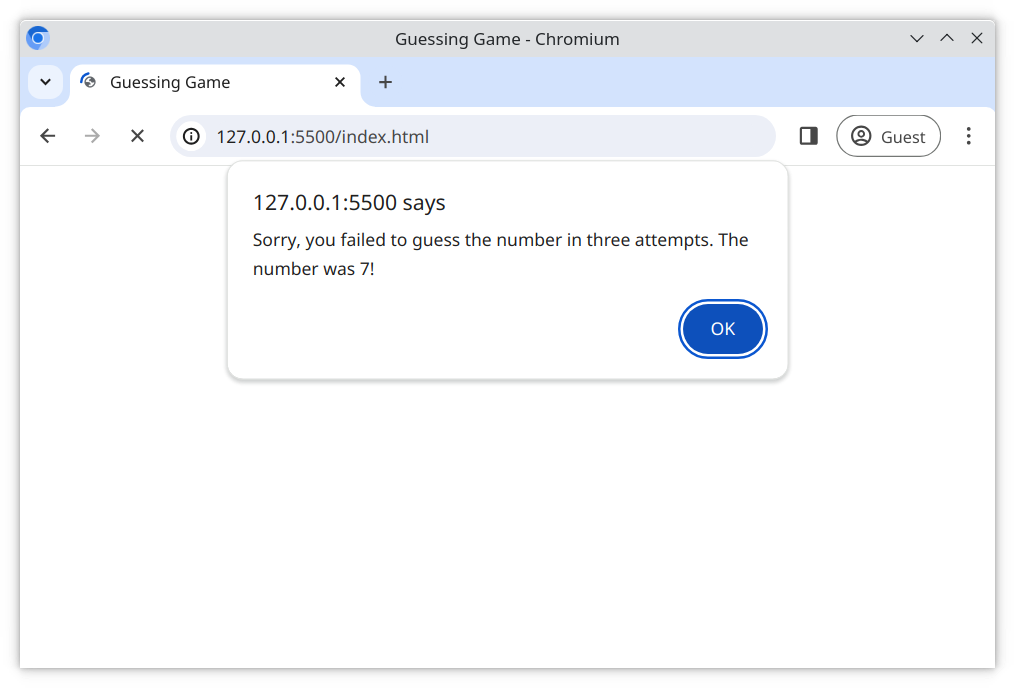 Guessing Game - Chromium
Guessing Game
127.0.0.1:5500/index.html
Guest
127.0.0.1:5500 says
Sorry, you failed to guess the number in three attempts. The
number was 7!
OK